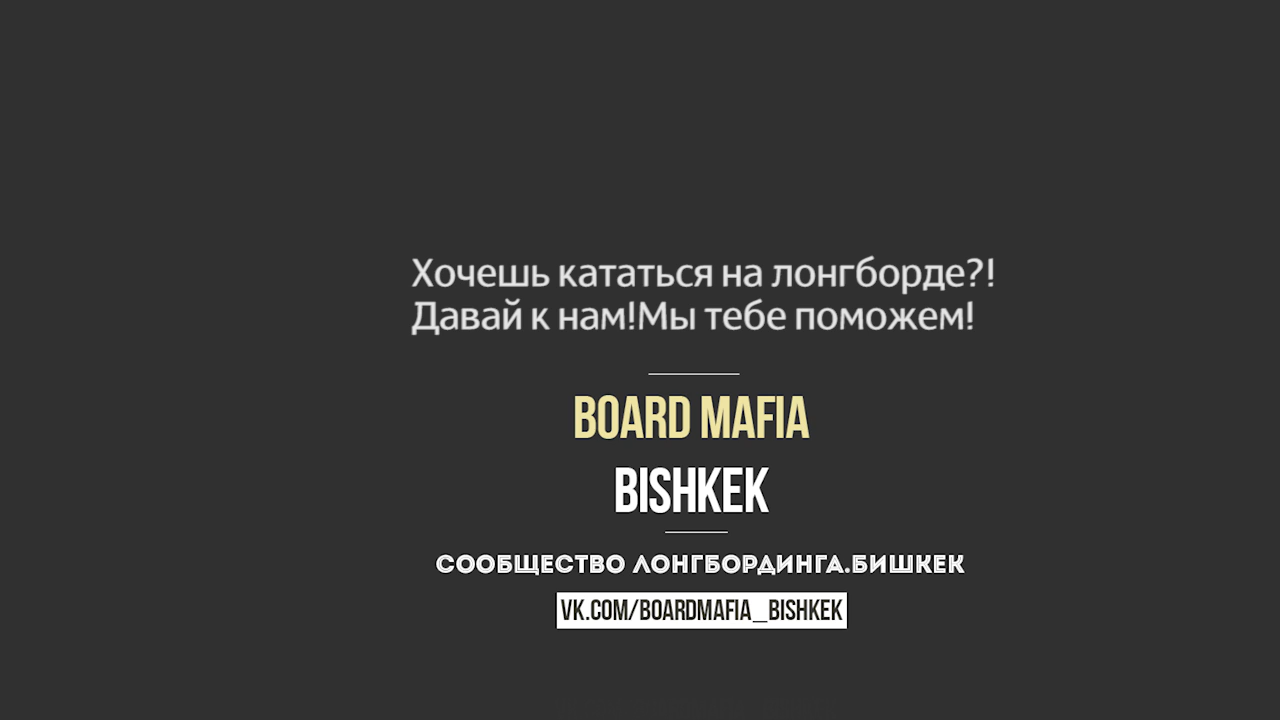 Хочешь кататься на лонгборде?!
Давай к нам!Мы тебе поможем!
BOARD MAFIA
BISHKEK
СООБЩЕСТВО ЛОНГБОРДИНГА.БИШКЕК
VK.COM/BOARDMAFIA_BISHKEK